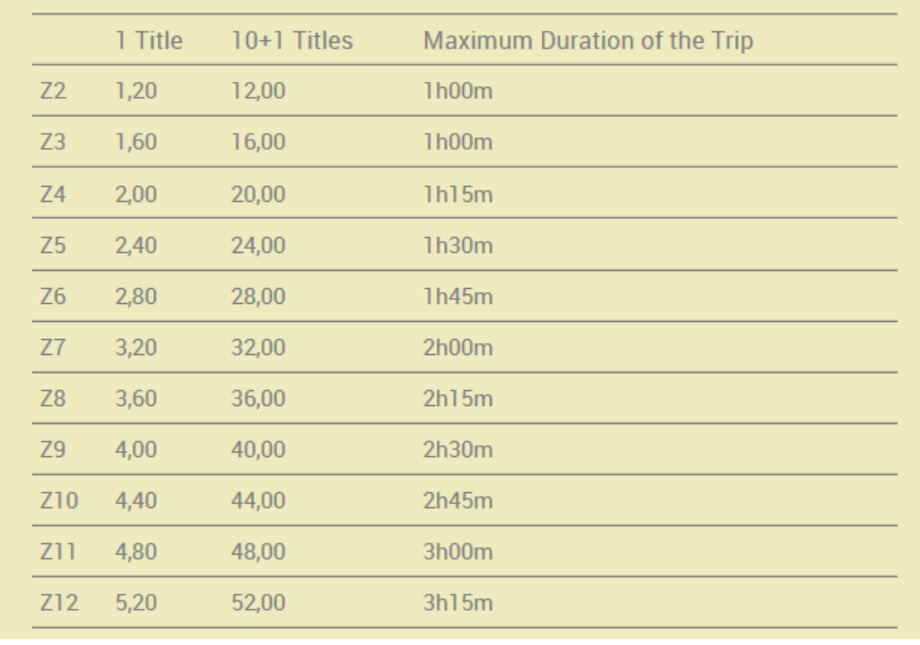 1 Title 10+1 Titles Maximum Duration of the Trip
Z2 1,20 12,00 1h00m
Z3 1,60 16,00 1h00m
Z4 2,00 20,00 1h15m
Z5 2,40 24,00 1h30m
Z6 2,80 28,00 1h45m
Z7 3,20 32,00 2h00m
Z8 3,60 36,00 2h15m
Z9 4,00 40,00 2h30m
Z10 4,40 44,00 2h45m
Z11 4,80 48,00 3h00m
Z12 5,20 52,00 3h15m